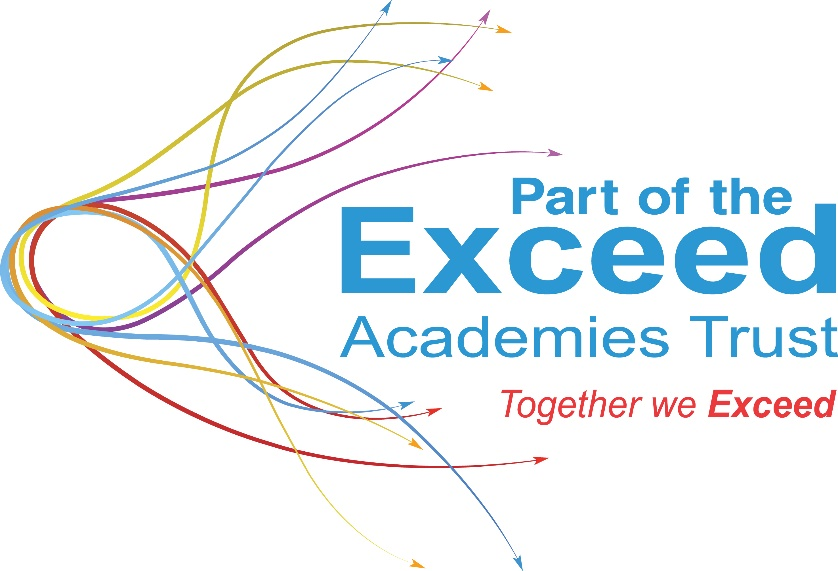 Part of the
Exceed
Academies Trust
Together we Exceed